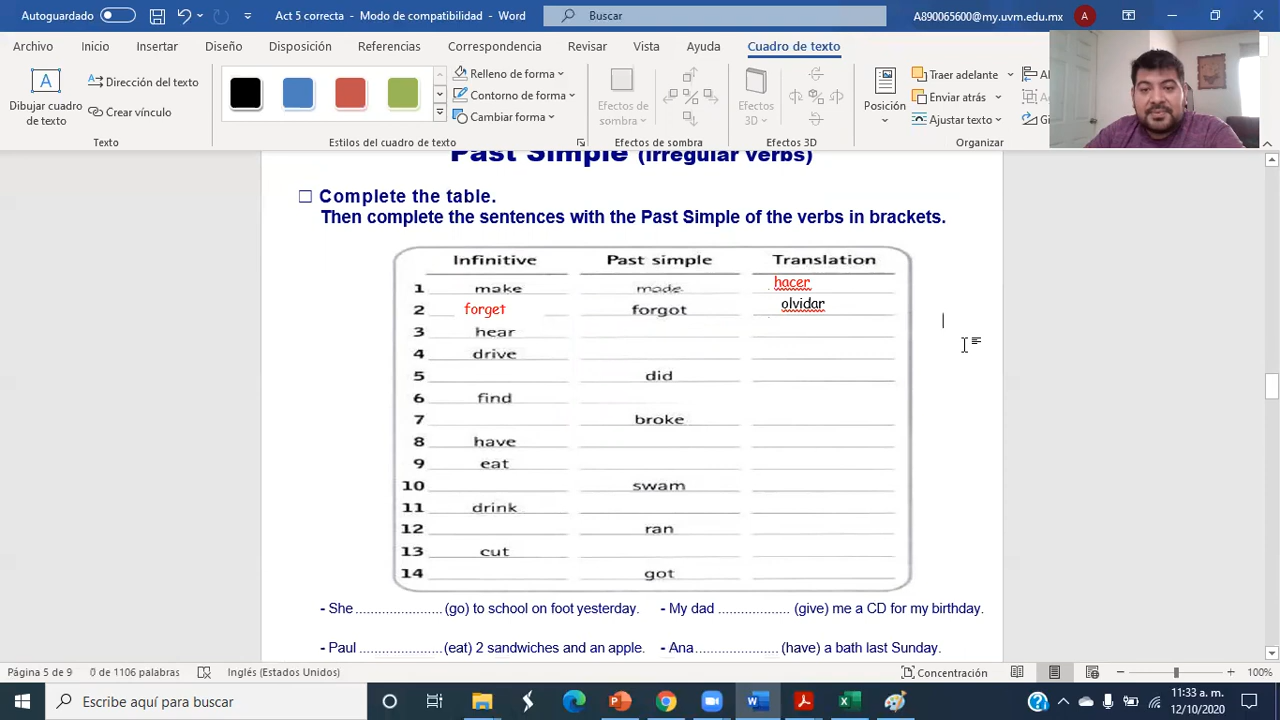 Autoguardado Act 5 correcta - Modo de compatibilidad - Word Buscar A890065600@my.uvm.edu.mx A
Archivo Inicio Insertar Diseño Disposición Referencias Correspondencia Revisar Vista Ayuda Cuadro de texto
Dibujar cuadro de texto
Dirección del texto
Crear vínculo
Relleno de forma
Contorno de forma
Cambiar forma
Efectos de sombra
Efectos 3D
Posición
Traer adelante
Enviar atrás
Ajustar texto
Texto Estilos del cuadro de texto Efectos de sombra Efectos 3D Organizar
Past Simple (irregular verbs)
Complete the table.
Then complete the sentences with the Past Simple of the verbs in brackets.
Infinitive Past simple Translation
1 make made hacer
2 forget forgot olvidar
3 hear
4 drive
5 did
6 find
7 broke
8 have
9 eat
10 swam
11 drink
12 ran
13 cut
14 got
- She ...................... (go) to school on foot yesterday. - My dad .................. (give) me a CD for my birthday.
- Paul ..................... (eat) 2 sandwiches and an apple. - Ana..................... (have) a bath last Sunday.
Página 5 de 9 0 de 1106 palabras Inglés (Estados Unidos) Concentración 100%
Escribe aquí para buscar 11:33 a. m.
12/10/2020